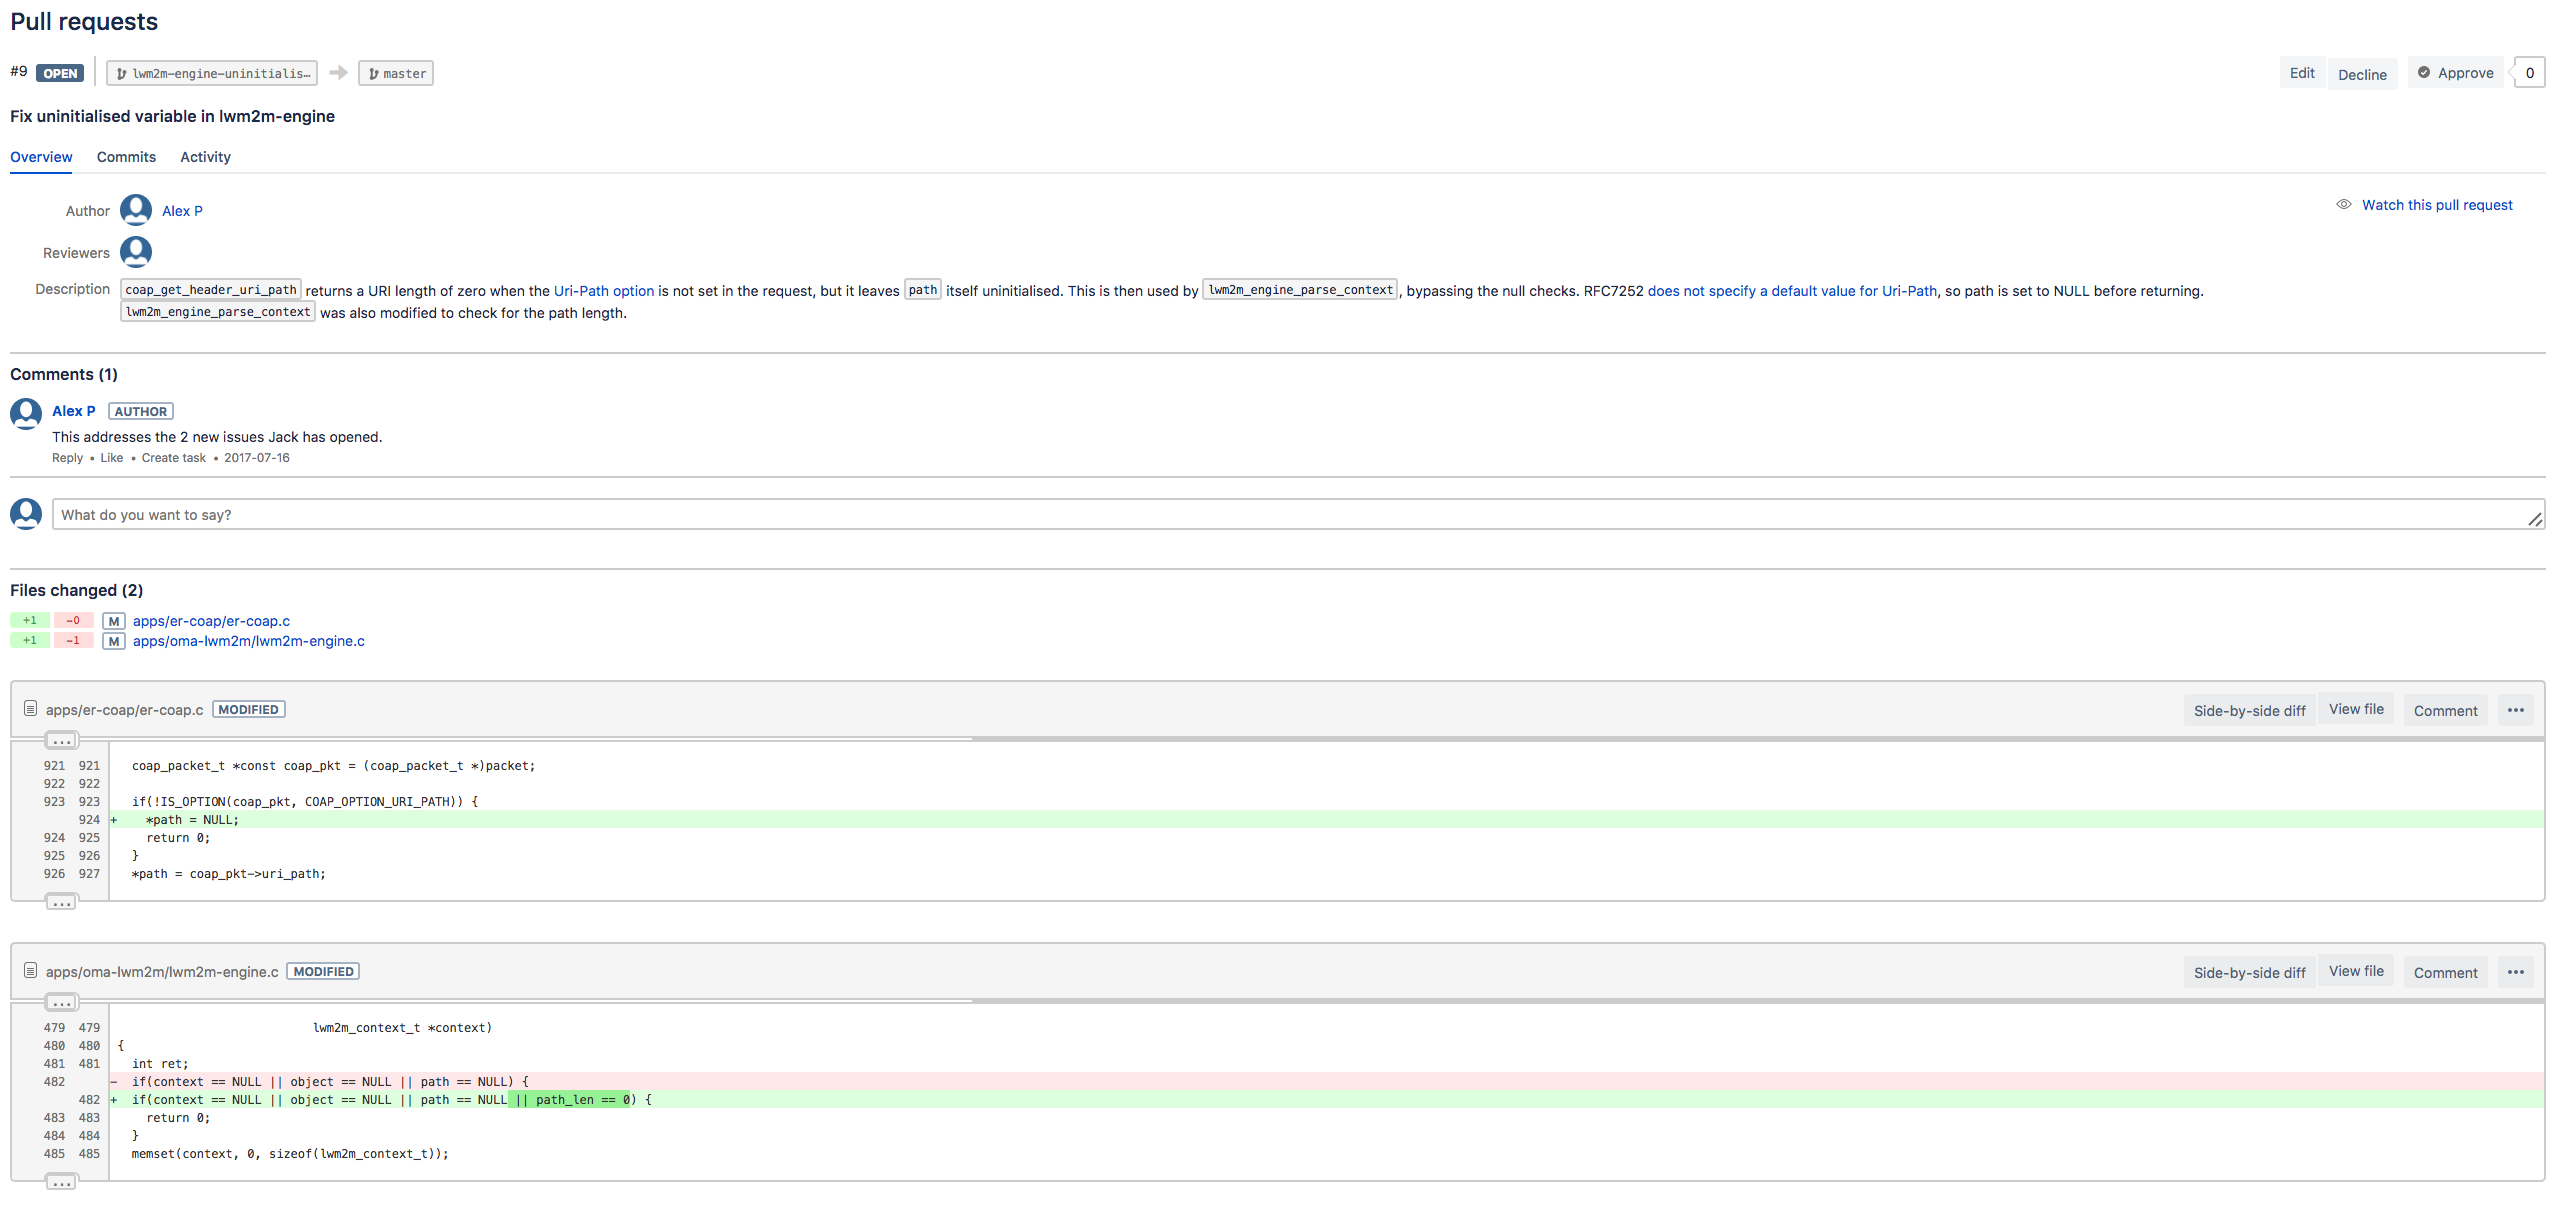 Pull requests
#9 OPEN lwm2m-engine-uninitialis… master Edit Decline Approve 0
Fix uninitialised variable in lwm2m-engine
Overview Commits Activity
Author Alex P Watch this pull request
Reviewers
Description coap_get_header_uri_path returns a URI length of zero when the Uri-Path option is not set in the request, but it leaves path itself uninitialised. This is then used by lwm2m_engine_parse_context, bypassing the null checks. RFC7252 does not specify a default value for Uri-Path, so path is set to NULL before returning.
lwm2m_engine_parse_context was also modified to check for the path length.
Comments (1)
Alex P AUTHOR
This addresses the 2 new issues Jack has opened.
Reply • Like • Create task • 2017-07-16
What do you want to say?
Files changed (2)
+1 -0 M apps/er-coap/er-coap.c
+1 -1 M apps/oma-lwm2m/lwm2m-engine.c
apps/er-coap/er-coap.c MODIFIED Side-by-side diff View file Comment •••
...
921 921 coap_packet_t *const coap_pkt = (coap_packet_t *)packet;
922 922
923 923 if(!IS_OPTION(coap_pkt, COAP_OPTION_URI_PATH)) {
924 + *path = NULL;
924 925 return 0;
925 926 }
926 927 *path = coap_pkt->uri_path;
...
apps/oma-lwm2m/lwm2m-engine.c MODIFIED Side-by-side diff View file Comment •••
...
479 479 lwm2m_context_t *context)
480 480 {
481 481 int ret;
482 - if(context == NULL || object == NULL || path == NULL) {
482 + if(context == NULL || object == NULL || path == NULL || path_len == 0) {
483 483 return 0;
484 484 }
485 485 memset(context, 0, sizeof(lwm2m_context_t));
...